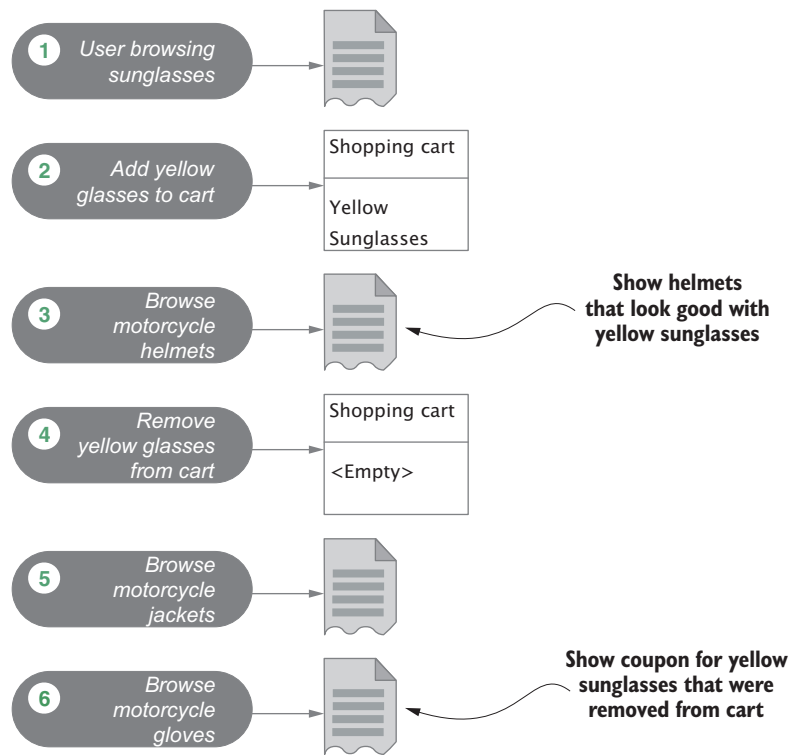 1
User browsing
sunglasses
2
Add yellow
glasses to cart
Shopping cart
Yellow
Sunglasses
3
Browse
motorcycle
helmets
Show helmets
that look good with
yellow sunglasses
4
Remove
yellow glasses
from cart
Shopping cart
<Empty>
5
Browse
motorcycle
jackets
6
Browse
motorcycle
gloves
Show coupon for yellow
sunglasses that were
removed from cart